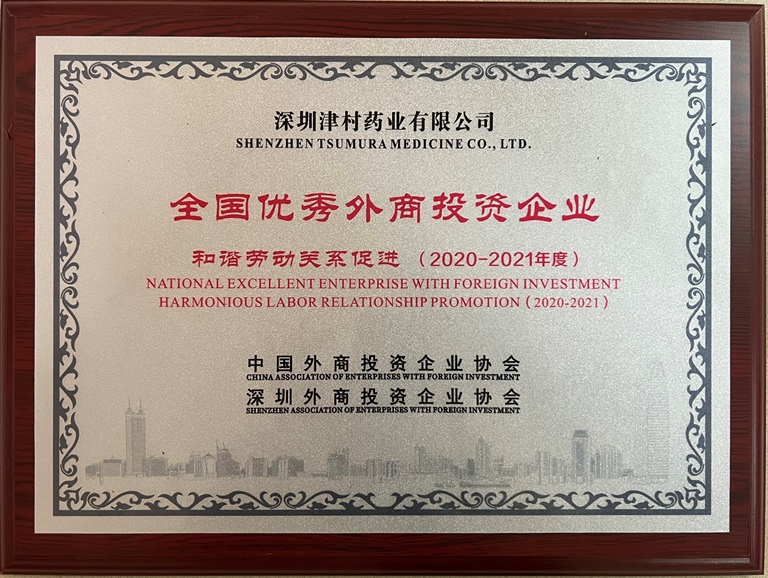 深圳津村药业有限公司
SHENZHEN TSUMURA MEDICINE CO., LTD.
全国优秀外商投资企业
和谐劳动关系促进（2020-2021年度）
NATIONAL EXCELLENT ENTERPRISE WITH FOREIGN INVESTMENT
HARMONIOUS LABOR RELATIONSHIP PROMOTION (2020-2021)
中国外商投资企业协会
CHINA ASSOCIATION OF ENTERPRISES WITH FOREIGN INVESTMENT
深圳外商投资企业协会
SHENZHEN ASSOCIATION OF ENTERPRISES WITH FOREIGN INVESTMENT